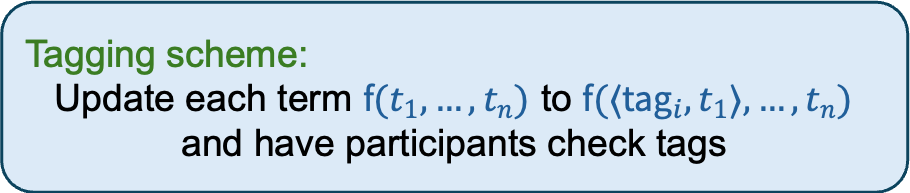 Tagging scheme:
Update each term f(𝑡₁, … , 𝑡ₙ) to f(⟨tagᵢ, 𝑡₁⟩, … , 𝑡ₙ)
and have participants check tags